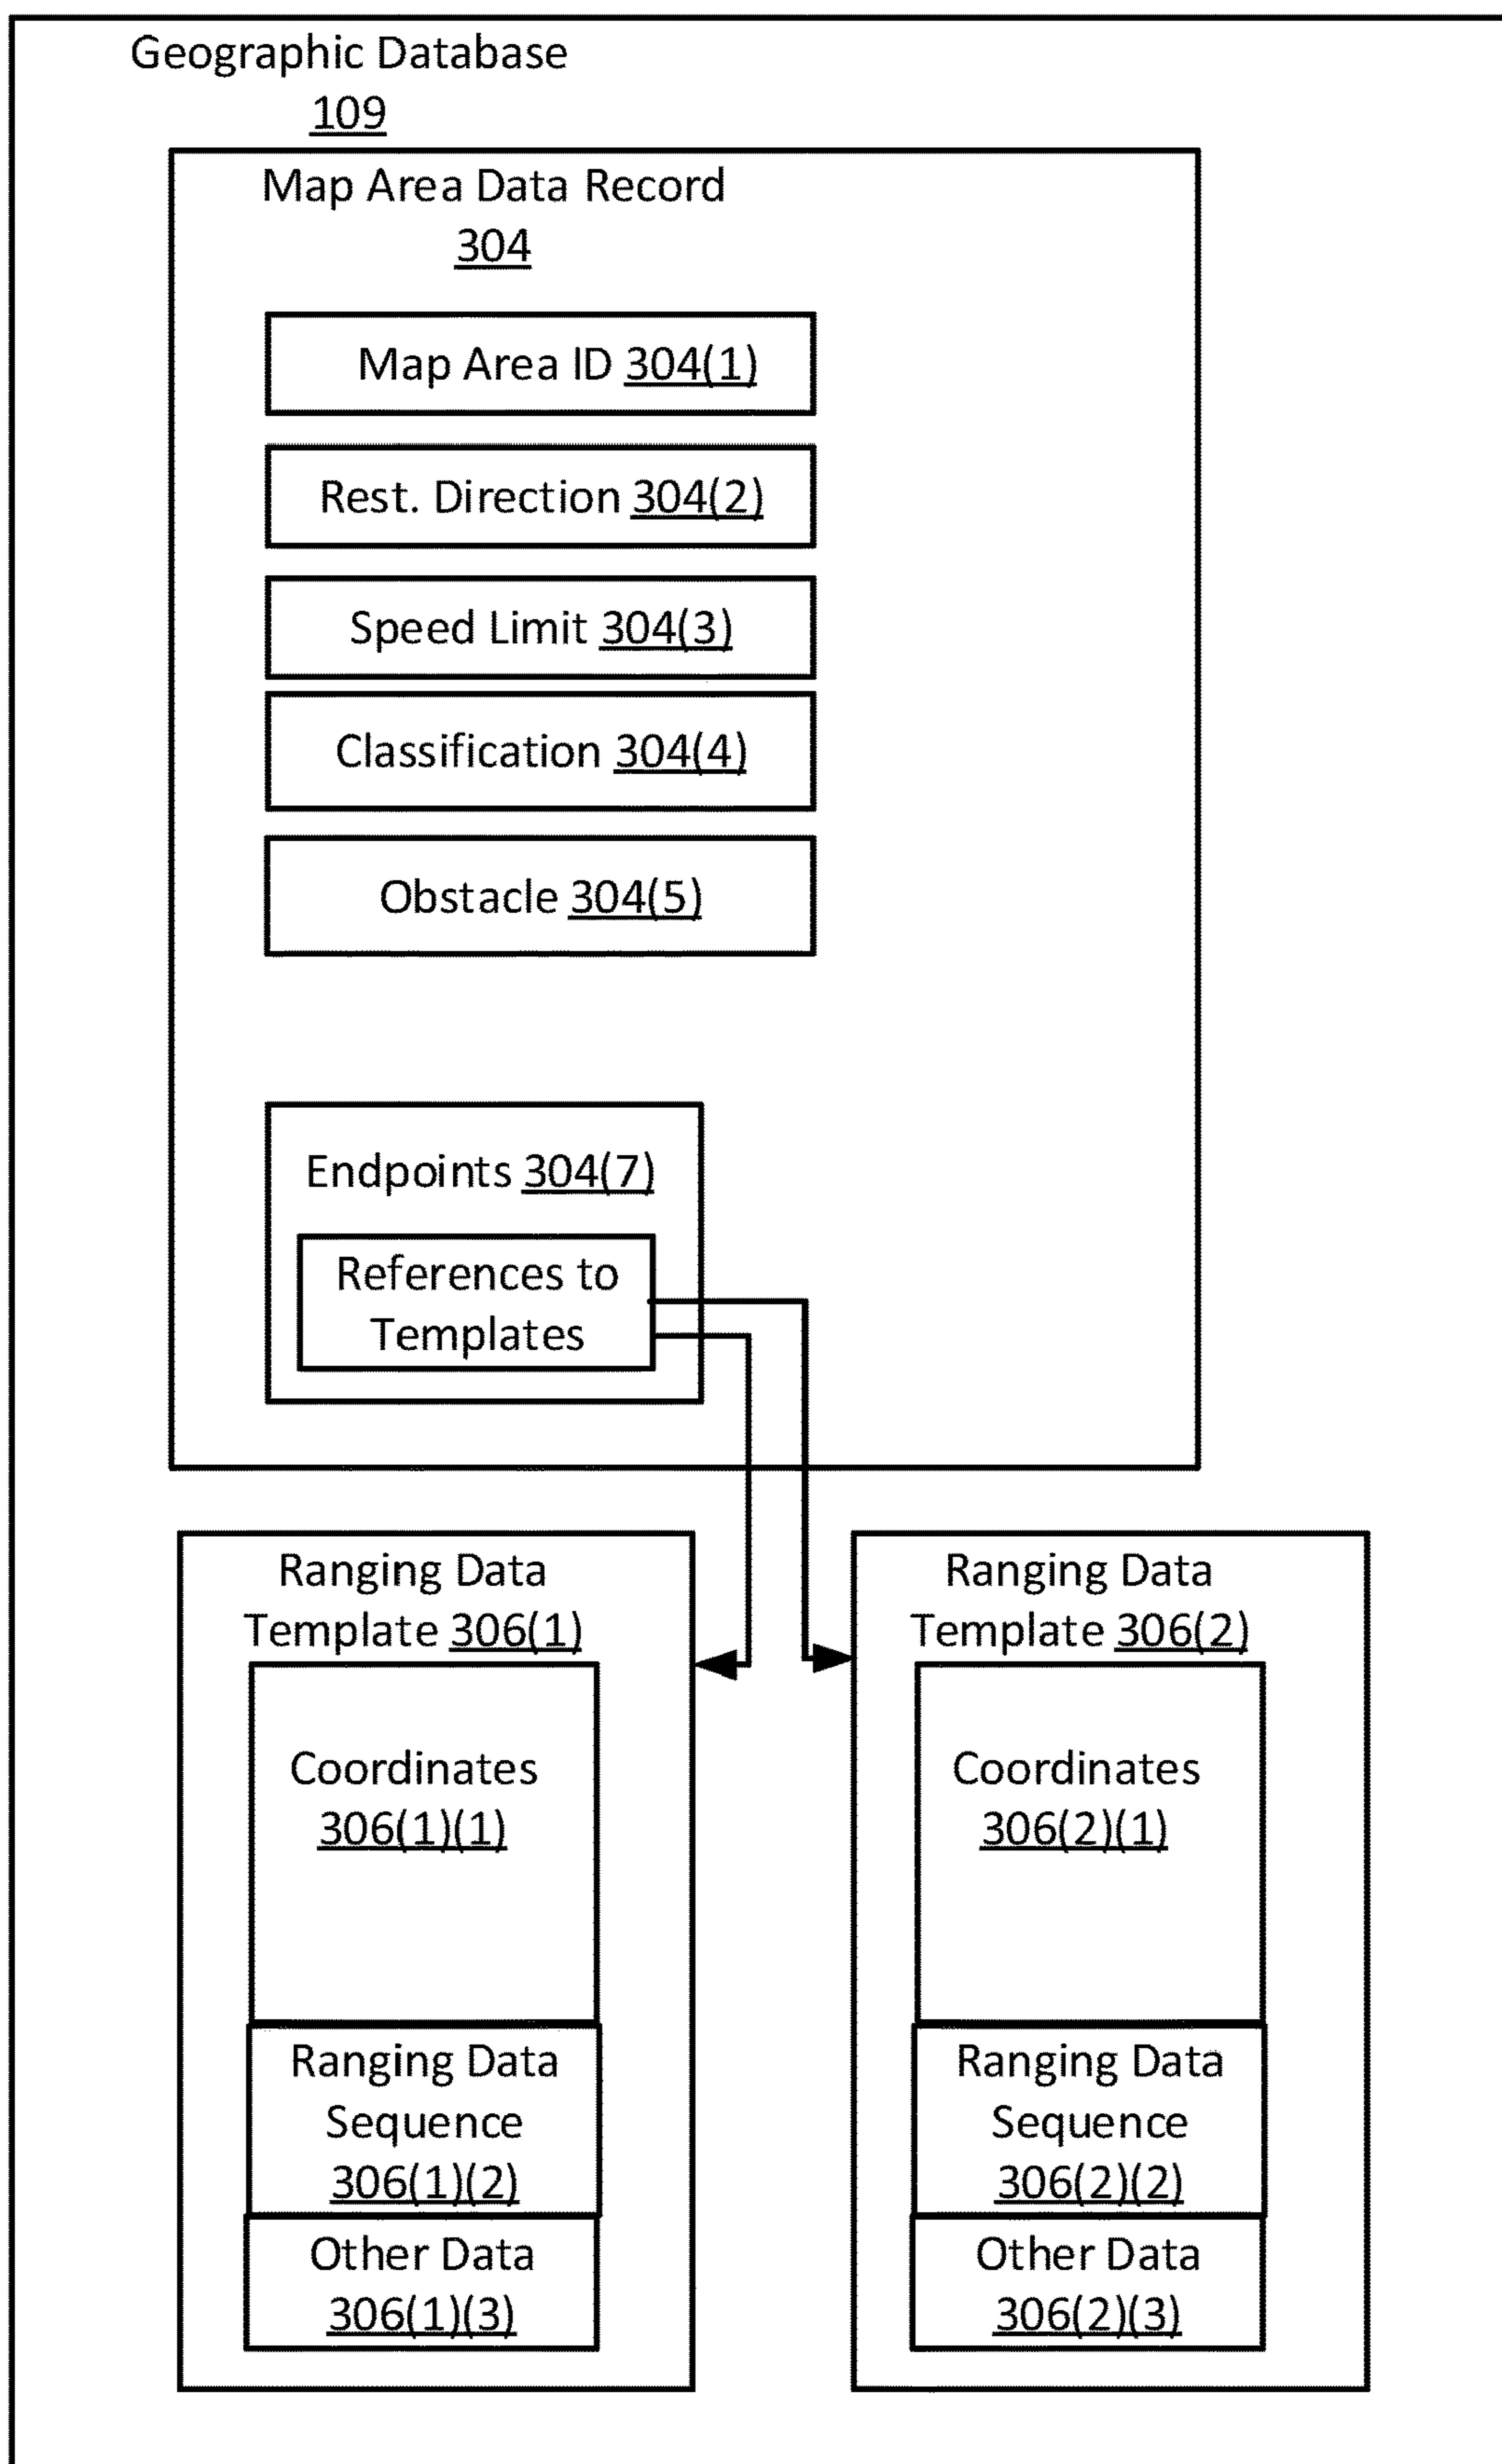 Geographic Database
109
Map Area Data Record
304
Map Area ID 304(1)
Rest. Direction 304(2)
Speed Limit 304(3)
Classification 304(4)
Obstacle 304(5)
Endpoints 304(7)
References to
Templates
Ranging Data
Template 306(1)
Coordinates
306(1)(1)
Ranging Data
Sequence
306(1)(2)
Other Data
306(1)(3)
Ranging Data
Template 306(2)
Coordinates
306(2)(1)
Ranging Data
Sequence
306(2)(2)
Other Data
306(2)(3)